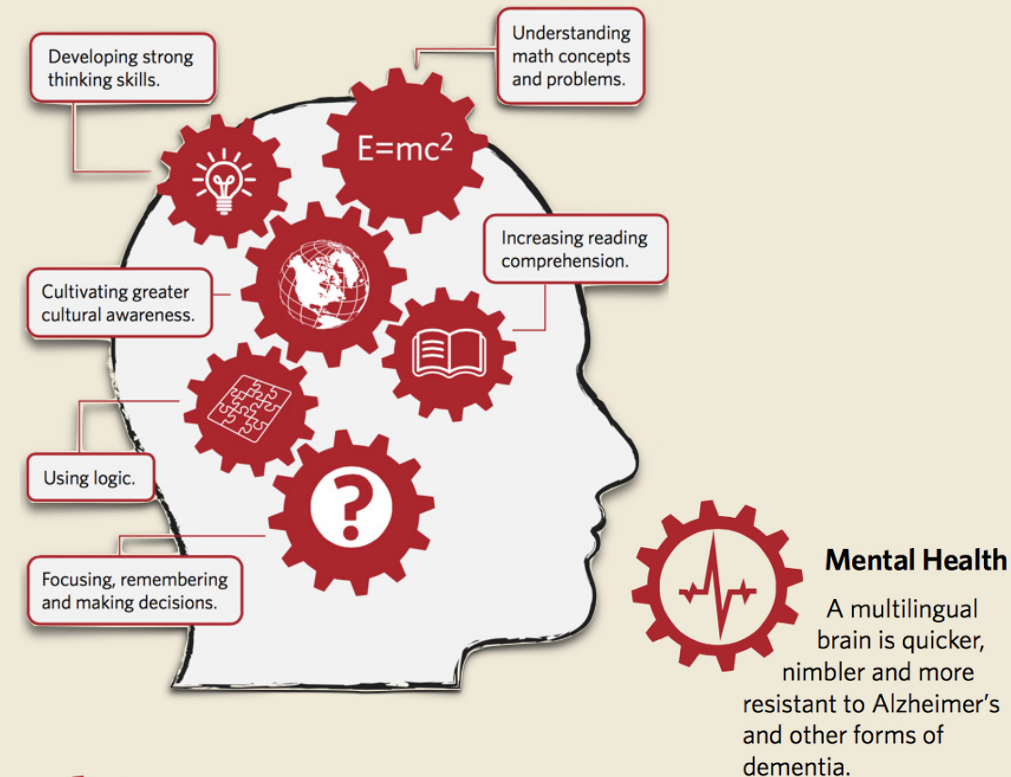 Developing strong
thinking skills.
Understanding
math concepts
and problems.
E=mc²
Increasing reading
comprehension.
Cultivating greater
cultural awareness.
Using logic.
?
Focusing, remembering
and making decisions.
Mental Health
A multilingual
brain is quicker,
nimbler and more
resistant to Alzheimer's
and other forms of
dementia.